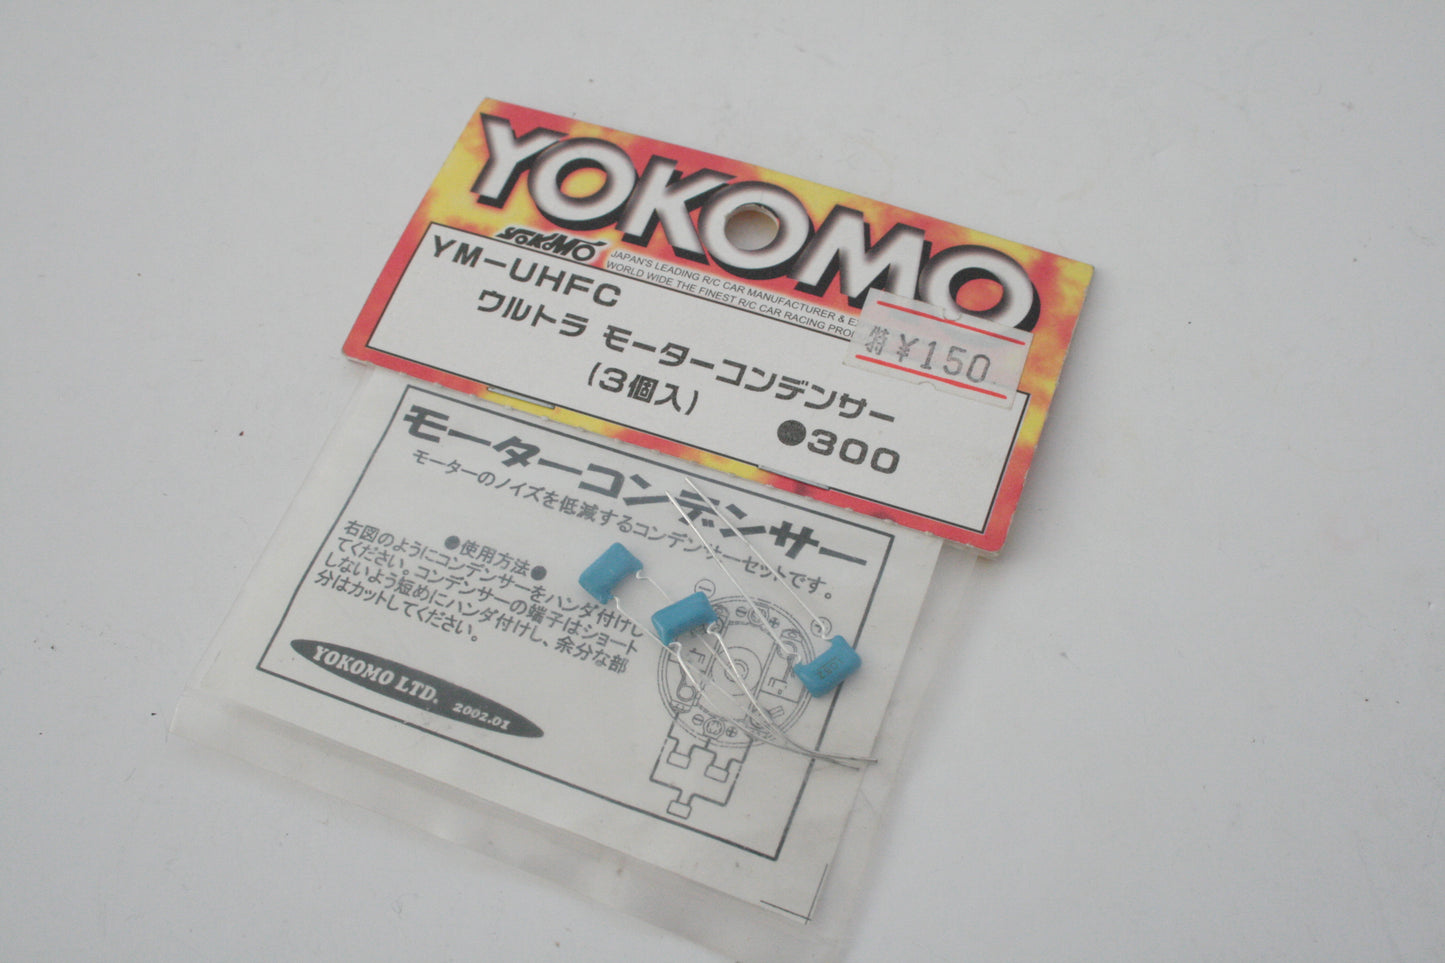 YOKOMO
YOKOMO
JAPAN'S LEADING R/C CAR MANUFACTURER &
WORLD WIDE THE FINEST R/C CAR RACING
YM-UHFC
ウルトラ モーターコンデンサー
(3個入)
●300
特¥150
モーターコンデンサー
モーターのノイズを低減するコンデンサーセットです。
●使用方法●
右図のようにコンデンサーをハンダ付けし
てください。コンデンサーの端子はショート
しないよう短めにハンダ付けし、余分な部
分はカットしてください。
YOKOMO LTD. 2002.01